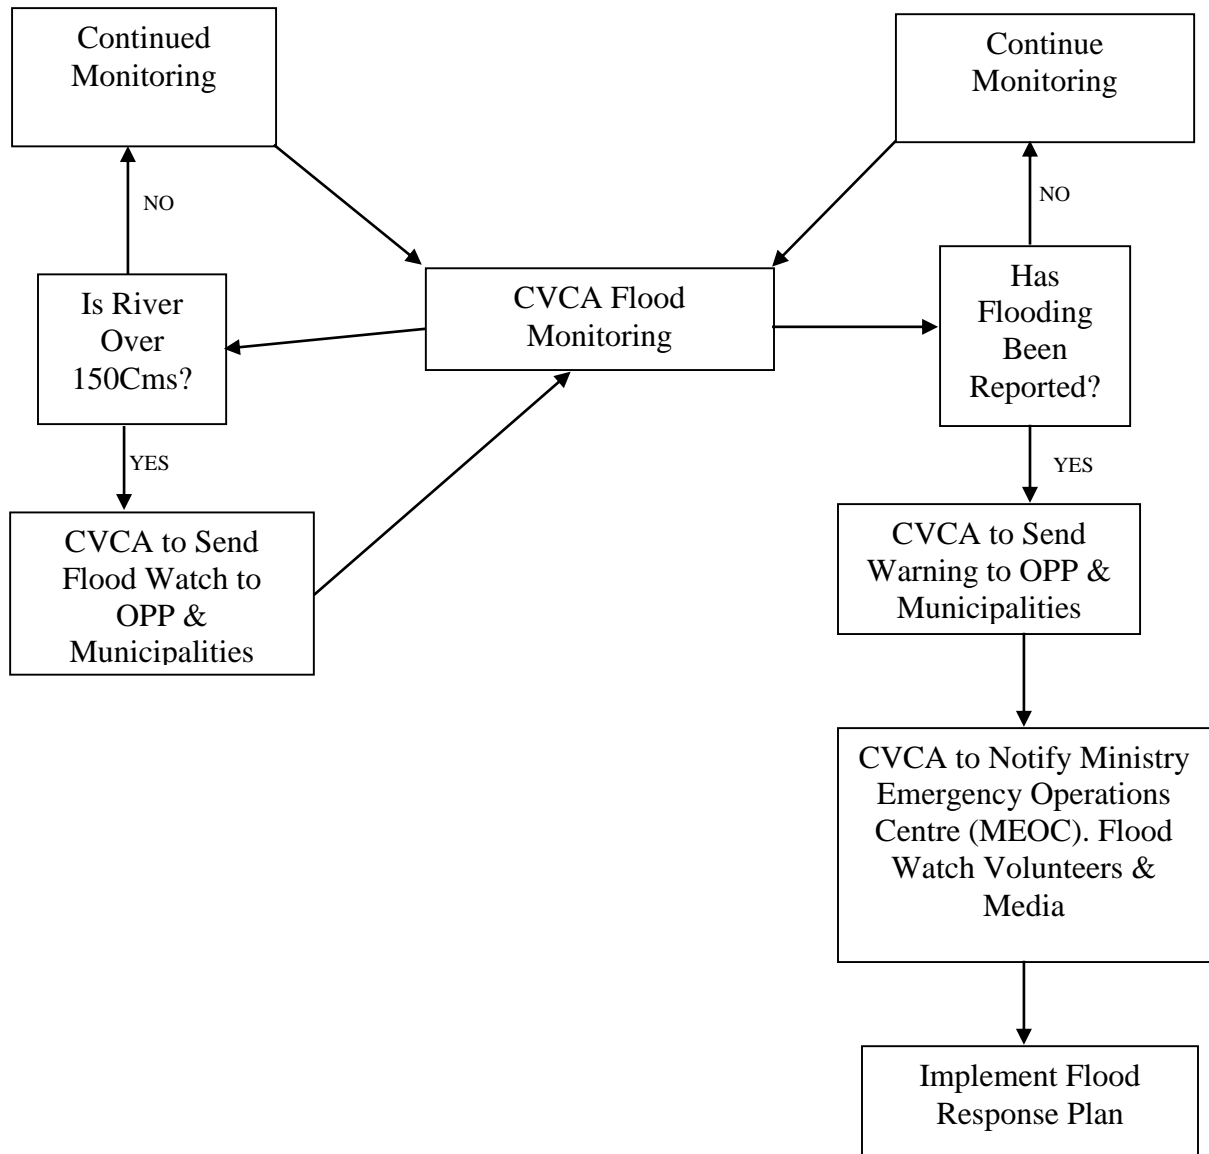 Continued
Monitoring
Continue
Monitoring
NO
NO
Is River
Over
150Cms?
CVCA Flood
Monitoring
Has
Flooding
Been
Reported?
YES
YES
CVCA to Send
Flood Watch to
OPP &
Municipalities
CVCA to Send
Warning to OPP &
Municipalities
CVCA to Notify Ministry
Emergency Operations
Centre (MEOC). Flood
Watch Volunteers &
Media
Implement Flood
Response Plan